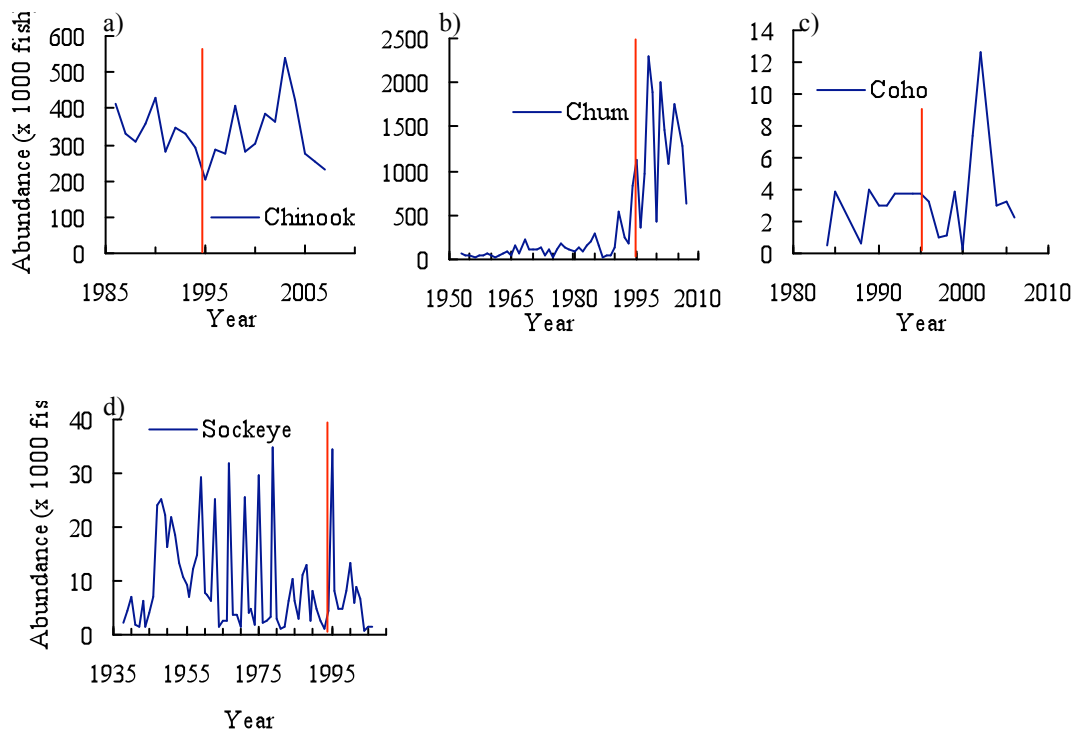 a)
Abundance (x 1000 fish
600
500
400
300
200
100
0
Chinook
1985 1995 2005
Year
b)
2500
2000
1500
1000
500
0
Chum
1950 1965 1980 1995 2010
Year
c)
14
12
10
8
6
4
2
0
Coho
1980 1990 2000 2010
Year
d)
Abundance (x 1000 fis
40
30
20
10
0
Sockeye
1935 1955 1975 1995
Year